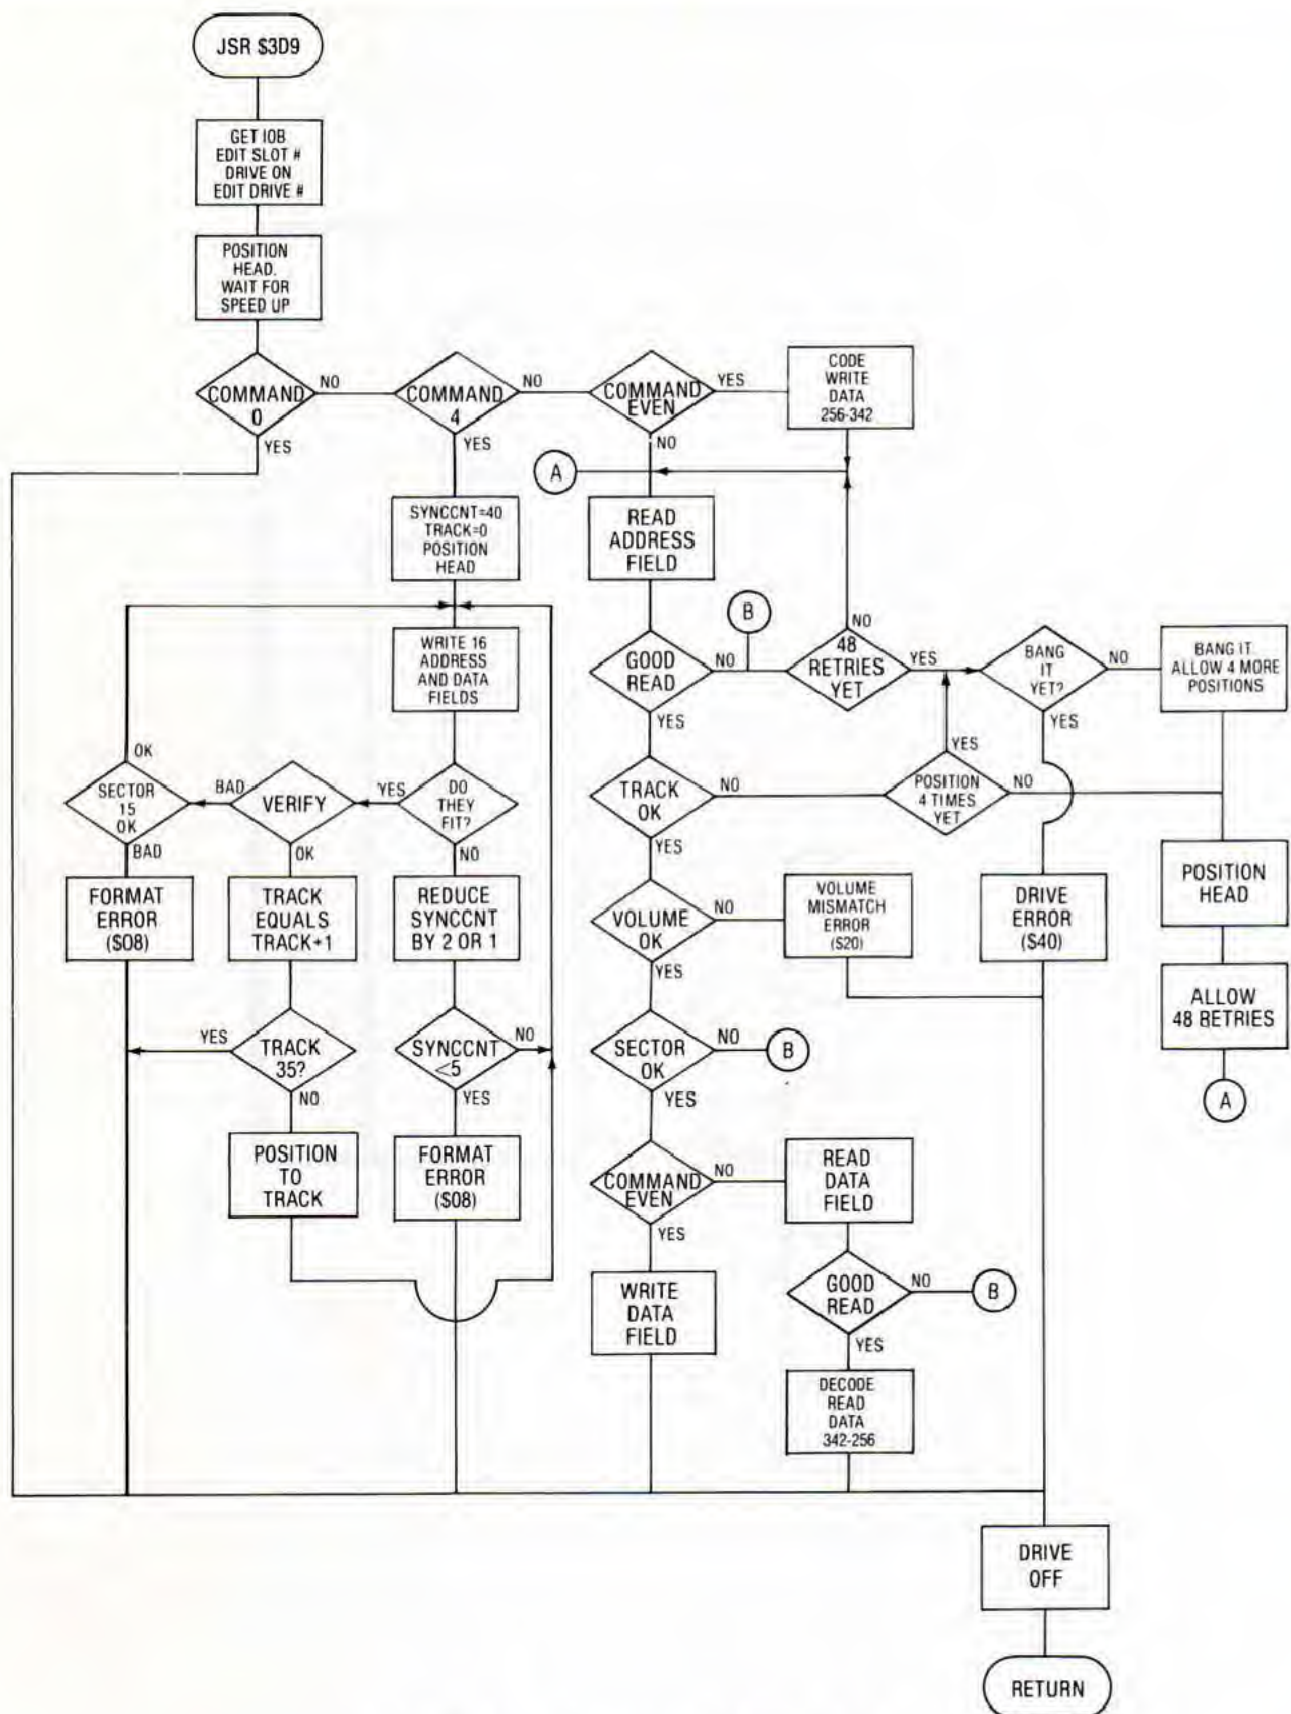 JSR $3D9
GET IOB
EDIT SLOT #
DRIVE ON
EDIT DRIVE #
POSITION
HEAD.
WAIT FOR
SPEED UP
COMMAND
0
NO
YES
COMMAND
4
NO
YES
COMMAND
EVEN
YES
NO
CODE
WRITE
DATA
256-342
A
SYNCCNT=40
TRACK=0
POSITION
HEAD
READ
ADDRESS
FIELD
B
WRITE 16
ADDRESS
AND DATA
FIELDS
GOOD
READ
NO
YES
NO
48
RETRIES
YET
YES
BANG
IT
YET?
NO
YES
BANG IT.
ALLOW 4 MORE
POSITIONS
OK
SECTOR
15
OK
BAD
BAD
VERIFY
OK
YES
DO
THEY
FIT?
NO
TRACK
OK
NO
YES
YES
POSITION
4 TIMES
YET
NO
FORMAT
ERROR
($08)
TRACK
EQUALS
TRACK+1
REDUCE
SYNCCNT
BY 2 OR 1
VOLUME
OK
NO
YES
VOLUME
MISMATCH
ERROR
($20)
DRIVE
ERROR
($40)
POSITION
HEAD
YES
TRACK
35?
NO
SYNCCNT
<5
NO
YES
SECTOR
OK
NO
YES
B
ALLOW
48 RETRIES
A
POSITION
TO
TRACK
FORMAT
ERROR
($08)
COMMAND
EVEN
NO
YES
READ
DATA
FIELD
WRITE
DATA
FIELD
GOOD
READ
NO
YES
B
DECODE
READ
DATA
342-256
DRIVE
OFF
RETURN